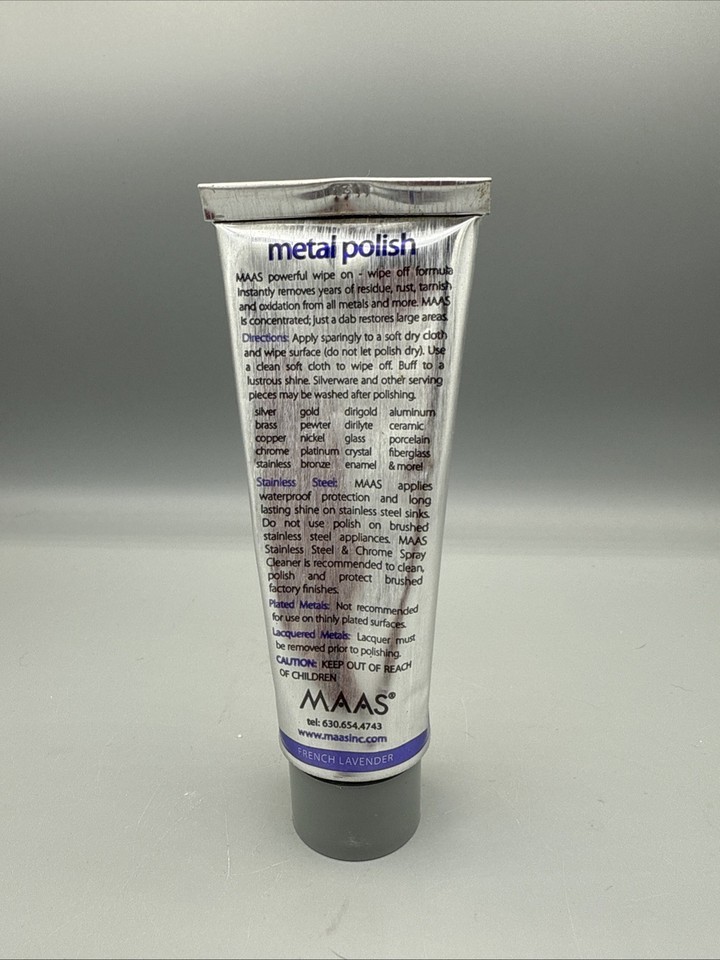 metal polish
MAAS powerful wipe on - wipe off formula
instantly removes years of residue, rust, tarnish
and oxidation from all metals and more. MAAS
is concentrated; just a dab restores large areas.
Directions: Apply sparingly to a soft dry cloth
and wipe surface (do not let polish dry). Use
a clean soft cloth to wipe off. Buff to a
lustrous shine. Silverware and other serving
pieces may be washed after polishing.
silver gold dirigold aluminum
brass pewter dirilyte ceramic
copper nickel glass porcelain
chrome platinum crystal fiberglass
stainless bronze enamel & more!
Stainless Steel: MAAS applies
waterproof protection and long
lasting shine on stainless steel sinks.
Do not use polish on brushed
stainless steel appliances. MAAS
Stainless Steel & Chrome Spray
Cleaner is recommended to clean,
polish and protect brushed
factory finishes.
Plated Metals: Not recommended
for use on thinly plated surfaces.
Lacquered Metals: Lacquer must
be removed prior to polishing.
CAUTION: KEEP OUT OF REACH
OF CHILDREN
MAAS®
tel: 630.654.4743
www.maasinc.com
FRENCH LAVENDER